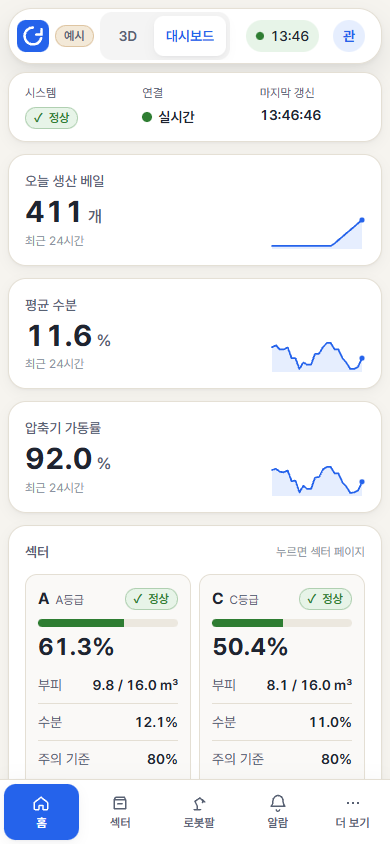 예시 3D 대시보드 13:46 관
시스템 연결 마지막 갱신
✓ 정상 실시간 13:46:46
오늘 생산 베일
411 개
최근 24시간
평균 수분
11.6 %
최근 24시간
압축기 가동률
92.0 %
최근 24시간
섹터 누르면 섹터 페이지
A A등급 ✓ 정상
61.3%
부피 9.8 / 16.0 m³
수분 12.1%
주의 기준 80%
C C등급 ✓ 정상
50.4%
부피 8.1 / 16.0 m³
수분 11.0%
주의 기준 80%
홈 섹터 로봇팔 알람 더 보기